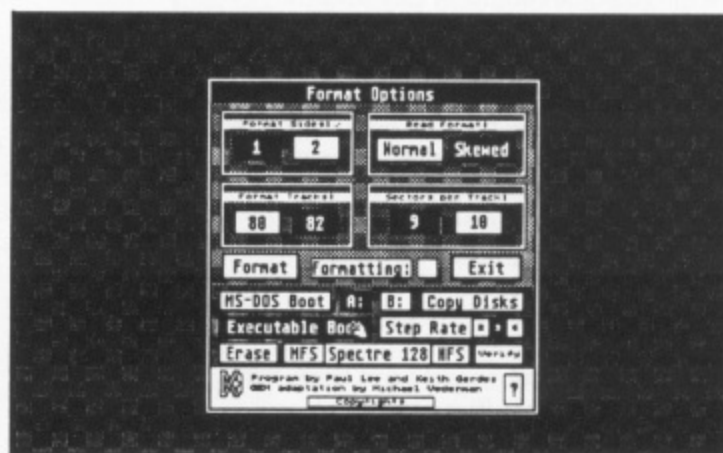 Format Options
Format Sides:
Read Format:
1 2
Normal Skewed
Format Tracks:
Sectors per Track:
80 82
9 10
Format Formatting: Exit
MS-DOS Boot A: B: Copy Disks
Executable Boot Step Rate
Erase MFS Spectre 128 HFS Verify
Program by Paul Lee and Keith Gerdes
GEM adaptation by Michael Vederman
Copyrights ?